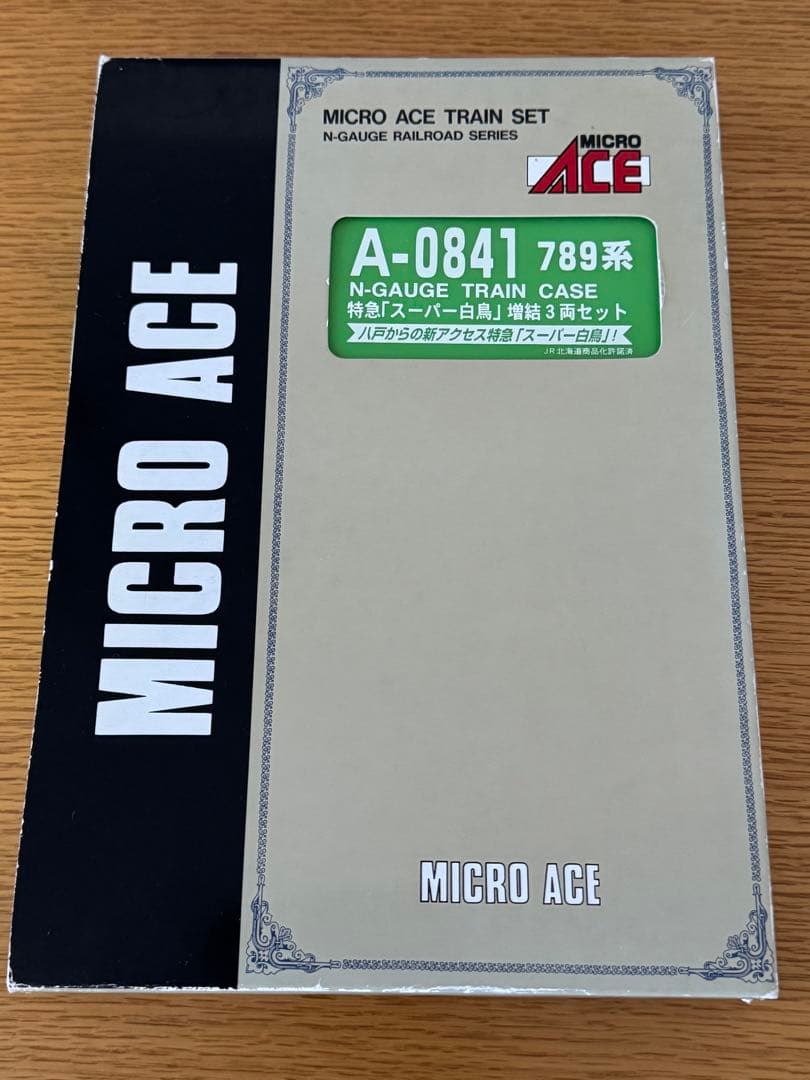 MICRO ACE
MICRO ACE TRAIN SET
N-GAUGE RAILROAD SERIES
MICRO
ACE
A-0841 789系
N-GAUGE TRAIN CASE
特急「スーパー白鳥」増結3両セット
八戸からの新アクセス特急「スーパー白鳥」!
JR北海道商品化許諾済
MICRO ACE